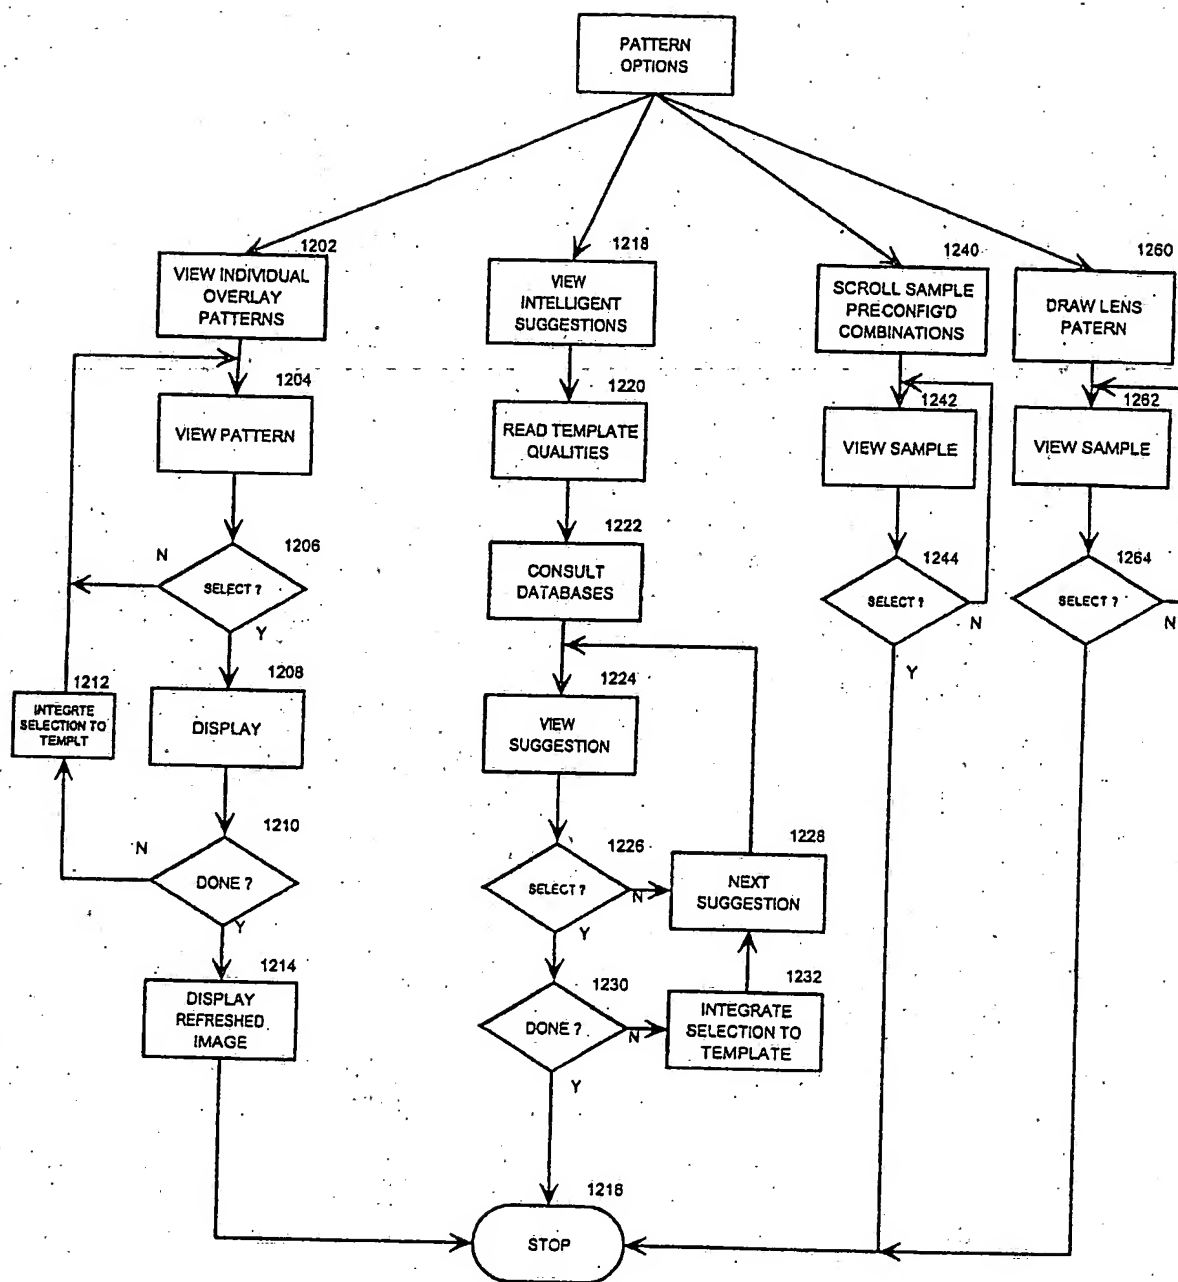 PATTERN
OPTIONS
1202
VIEW INDIVIDUAL
OVERLAY
PATTERNS
1204
VIEW PATTERN
N
1206
SELECT ?
Y
1208
DISPLAY
1212
INTEGRTE
SELECTION TO
TEMPLT
1210
N
DONE ?
Y
1214
DISPLAY
REFRESHED
IMAGE
1218
VIEW
INTELLIGENT
SUGGESTIONS
1220
READ TEMPLATE
QUALITIES
1222
CONSULT
DATABASES
1224
VIEW
SUGGESTION
1226
SELECT ?
N
Y
1228
NEXT
SUGGESTION
1230
DONE ?
N
Y
1232
INTEGRATE
SELECTION TO
TEMPLATE
1240
SCROLL SAMPLE
PRECONFIG'D
COMBINATIONS
1242
VIEW SAMPLE
1244
SELECT ?
N
Y
1260
DRAW LENS
PATERN
1262
VIEW SAMPLE
1264
SELECT ?
N
1216
STOP